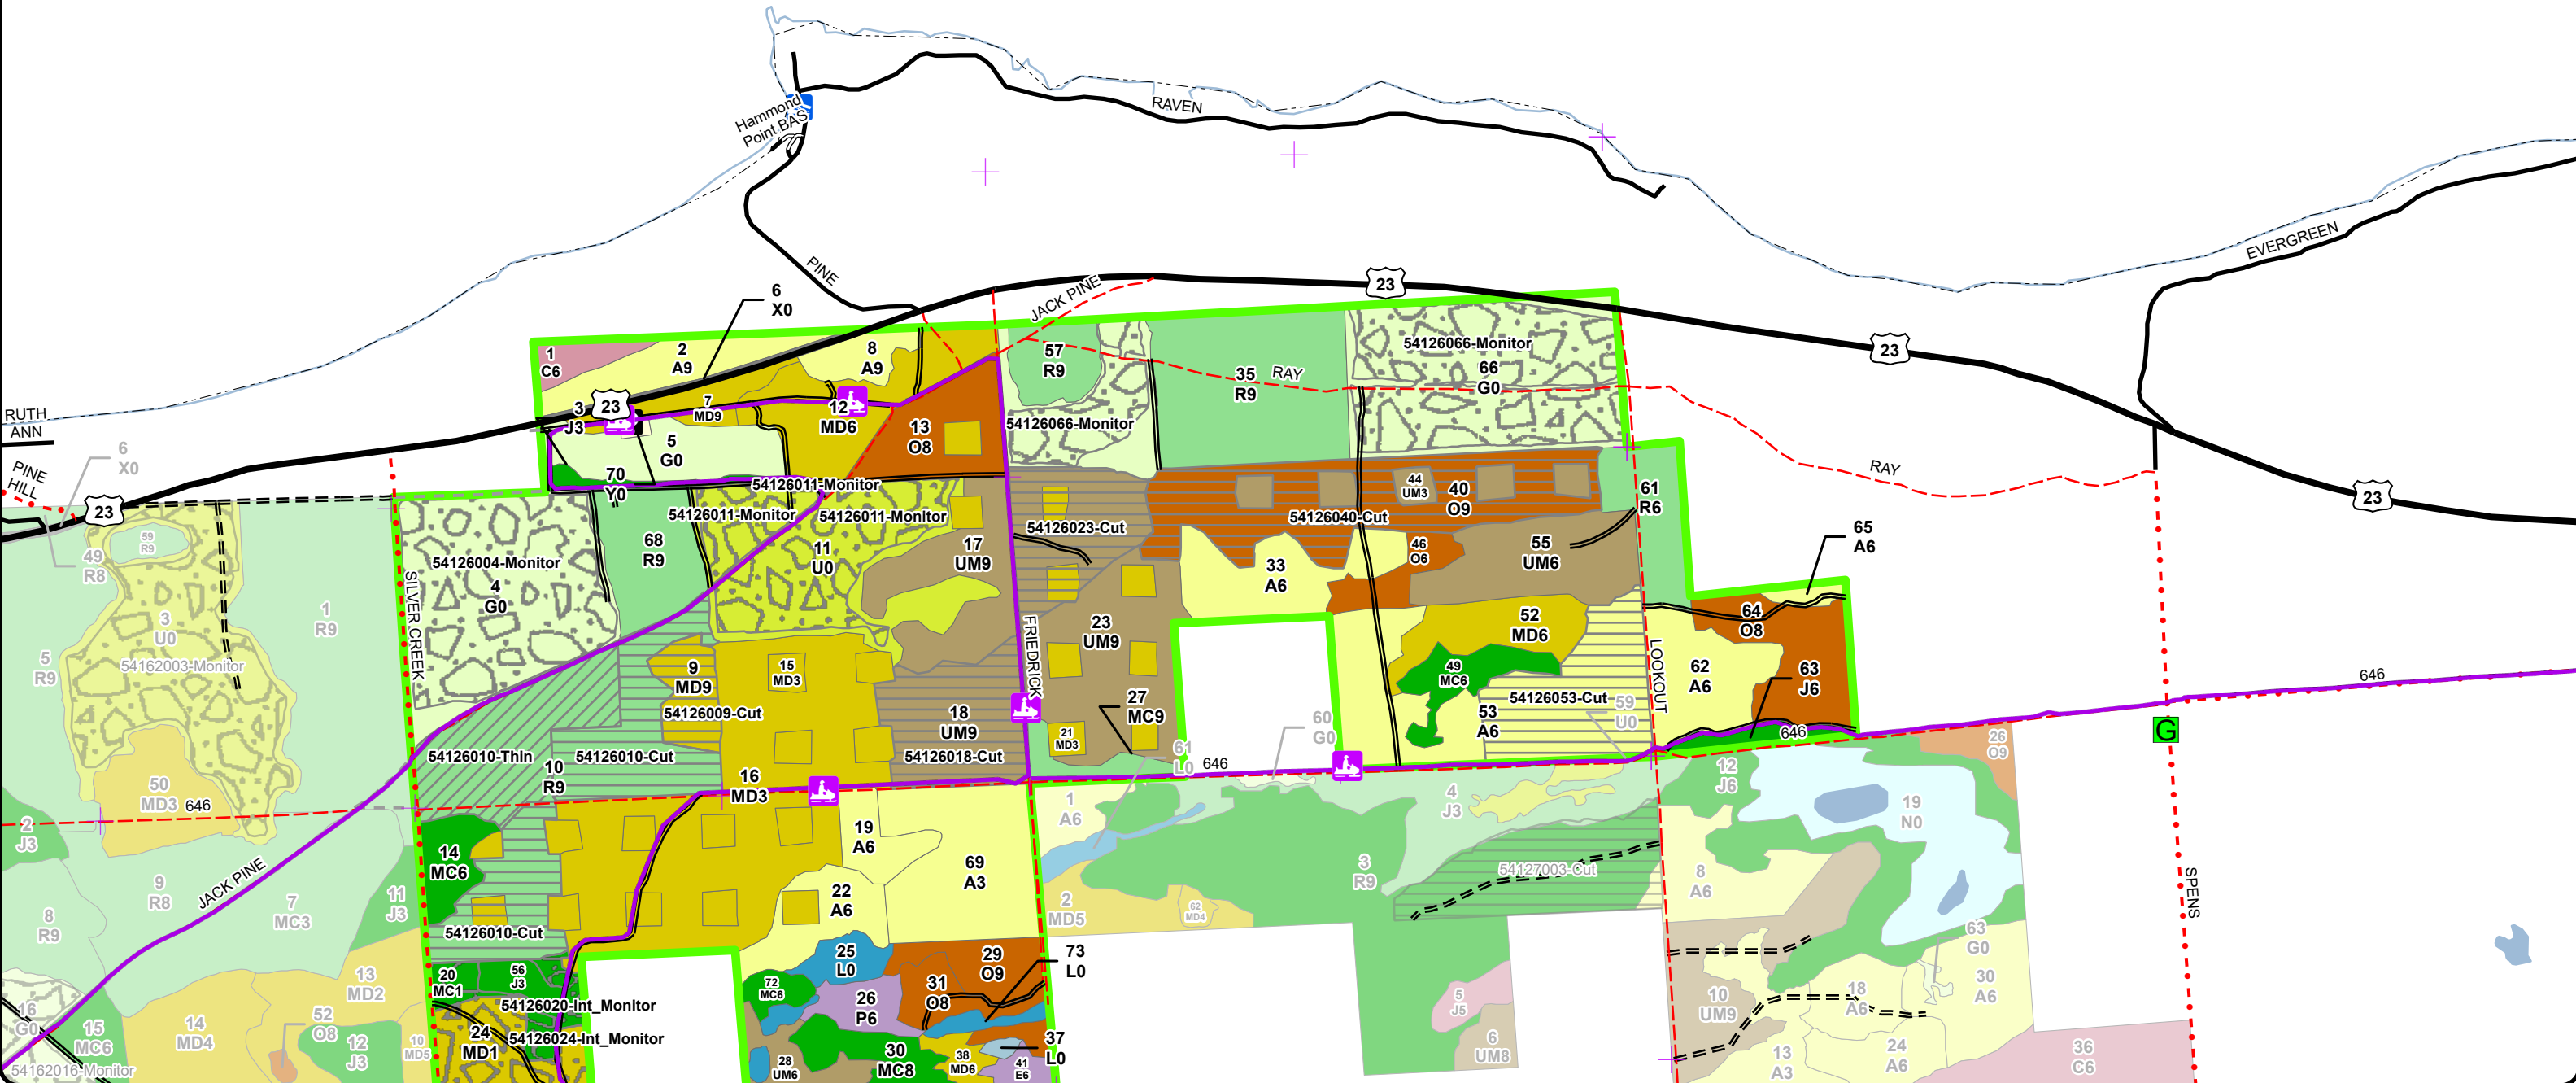 Hammond
Point BAS
RAVEN
EVERGREEN
PINE
JACK PINE
23
23
23
23
23
23
6
X0
1
C6
2
A9
8
A9
3
J3
7
MD9
12
MD6
13
O8
5
G0
70
Y0
57
R9
35
R9
RAY
54126066-Monitor
66
G0
54126066-Monitor
RAY
RUTH
ANN
PINE
HILL
6
X0
49
R8
59
R9
3
U0
54162003-Monitor
1
R9
5
R9
50
MD3
646
2
J3
9
R8
JACK PINE
7
MC3
11
J3
8
R9
13
MD2
16
G0
15
MC6
14
MD4
52
O8
12
J3
10
MD5
54162016-Monitor
SILVER CREEK
54126004-Monitor
4
G0
68
R9
54126011-Monitor
54126011-Monitor
54126011-Monitor
11
U0
17
UM9
9
MD9
15
MD3
54126009-Cut
54126010-Thin
54126010-Cut
10
R9
16
MD3
18
UM9
54126018-Cut
14
MC6
54126010-Cut
19
A6
69
A3
22
A6
20
MC1
56
J3
54126020-Int_Monitor
54126024-Int_Monitor
24
MD1
25
L0
72
MC6
26
P6
29
O9
31
O8
73
L0
28
UM6
30
MC8
38
MD6
37
L0
41
E6
FRIEDRICK
54126023-Cut
23
UM9
21
MD3
27
MC9
44
UM3
40
O9
54126040-Cut
33
A6
46
O6
55
UM6
52
MD6
49
MC6
54126053-Cut
53
A6
59
U0
61
R6
65
A6
64
O8
62
A6
63
J6
LOOKOUT
646
646
646
61
L0
60
G0
1
A6
4
J3
3
R9
54127003-Cut
2
MD5
62
MD4
5
J5
6
UM8
12
J6
19
N0
26
O9
8
A6
10
UM9
18
A6
63
G0
30
A6
13
A3
24
A6
36
C6
G
SPENS